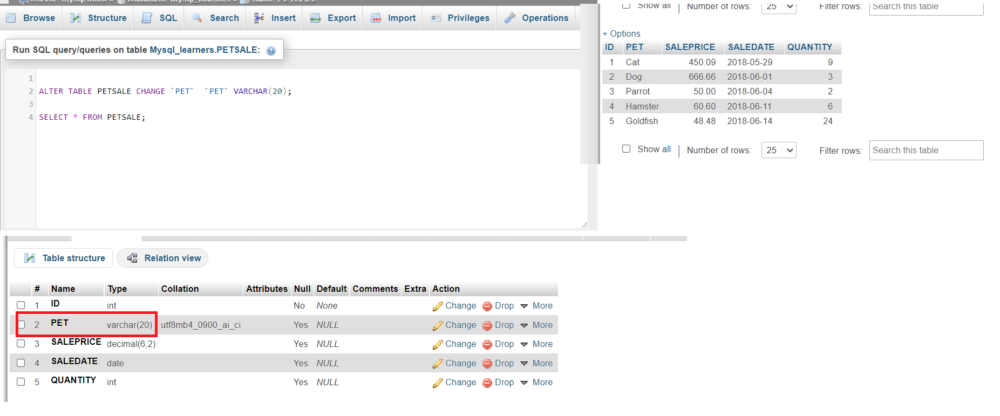 Server: mysql:3306 » Database: Mysql_learners » Table: PETSALE
Browse Structure SQL Search Insert Export Import Privileges Operations
Run SQL query/queries on table Mysql_learners.PETSALE:
1
2 ALTER TABLE PETSALE CHANGE `PET`  `PET` VARCHAR(20);
3
4 SELECT * FROM PETSALE;
Show all Number of rows: 25 Filter rows: Search this table
+ Options
ID PET SALEPRICE SALEDATE QUANTITY
1 Cat 450.09 2018-05-29 9
2 Dog 666.66 2018-06-01 3
3 Parrot 50.00 2018-06-04 2
4 Hamster 60.60 2018-06-11 6
5 Goldfish 48.48 2018-06-14 24
Show all Number of rows: 25 Filter rows: Search this table
Table structure Relation view
# Name Type Collation Attributes Null Default Comments Extra Action
1 ID int No None Change Drop More
2 PET varchar(20) utf8mb4_0900_ai_ci Yes NULL Change Drop More
3 SALEPRICE decimal(6,2) Yes NULL Change Drop More
4 SALEDATE date Yes NULL Change Drop More
5 QUANTITY int Yes NULL Change Drop More